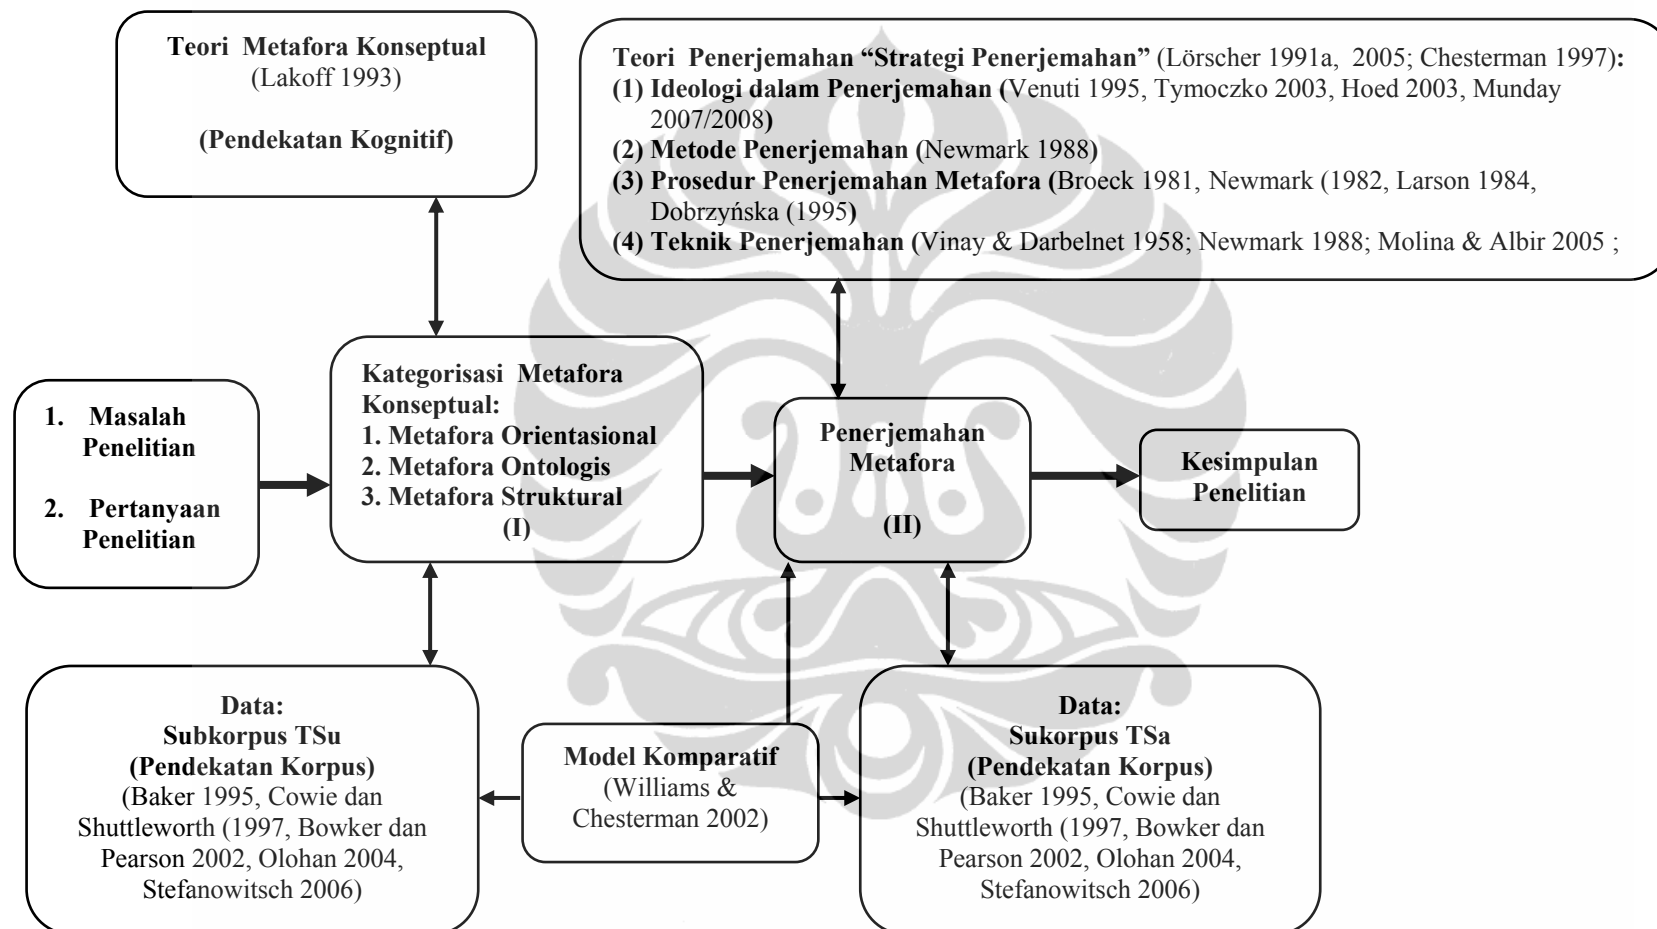 Teori Metafora Konseptual
(Lakoff 1993)
(Pendekatan Kognitif)
Teori Penerjemahan “Strategi Penerjemahan” (Lörscher 1991a, 2005; Chesterman 1997):
(1) Ideologi dalam Penerjemahan (Venuti 1995, Tymoczko 2003, Hoed 2003, Munday
2007/2008)
(2) Metode Penerjemahan (Newmark 1988)
(3) Prosedur Penerjemahan Metafora (Broeck 1981, Newmark (1982, Larson 1984,
Dobrzyńska (1995)
(4) Teknik Penerjemahan (Vinay & Darbelnet 1958; Newmark 1988; Molina & Albir 2005 ;
1. Masalah
Penelitian
2. Pertanyaan
Penelitian
Kategorisasi Metafora
Konseptual:
1. Metafora Orientasional
2. Metafora Ontologis
3. Metafora Struktural
(I)
Penerjemahan
Metafora
(II)
Kesimpulan
Penelitian
Data:
Subkorpus TSu
(Pendekatan Korpus)
(Baker 1995, Cowie dan
Shuttleworth (1997, Bowker dan
Pearson 2002, Olohan 2004,
Stefanowitsch 2006)
Model Komparatif
(Williams &
Chesterman 2002)
Data:
Sukorpus TSa
(Pendekatan Korpus)
(Baker 1995, Cowie dan
Shuttleworth (1997, Bowker dan
Pearson 2002, Olohan 2004,
Stefanowitsch 2006)